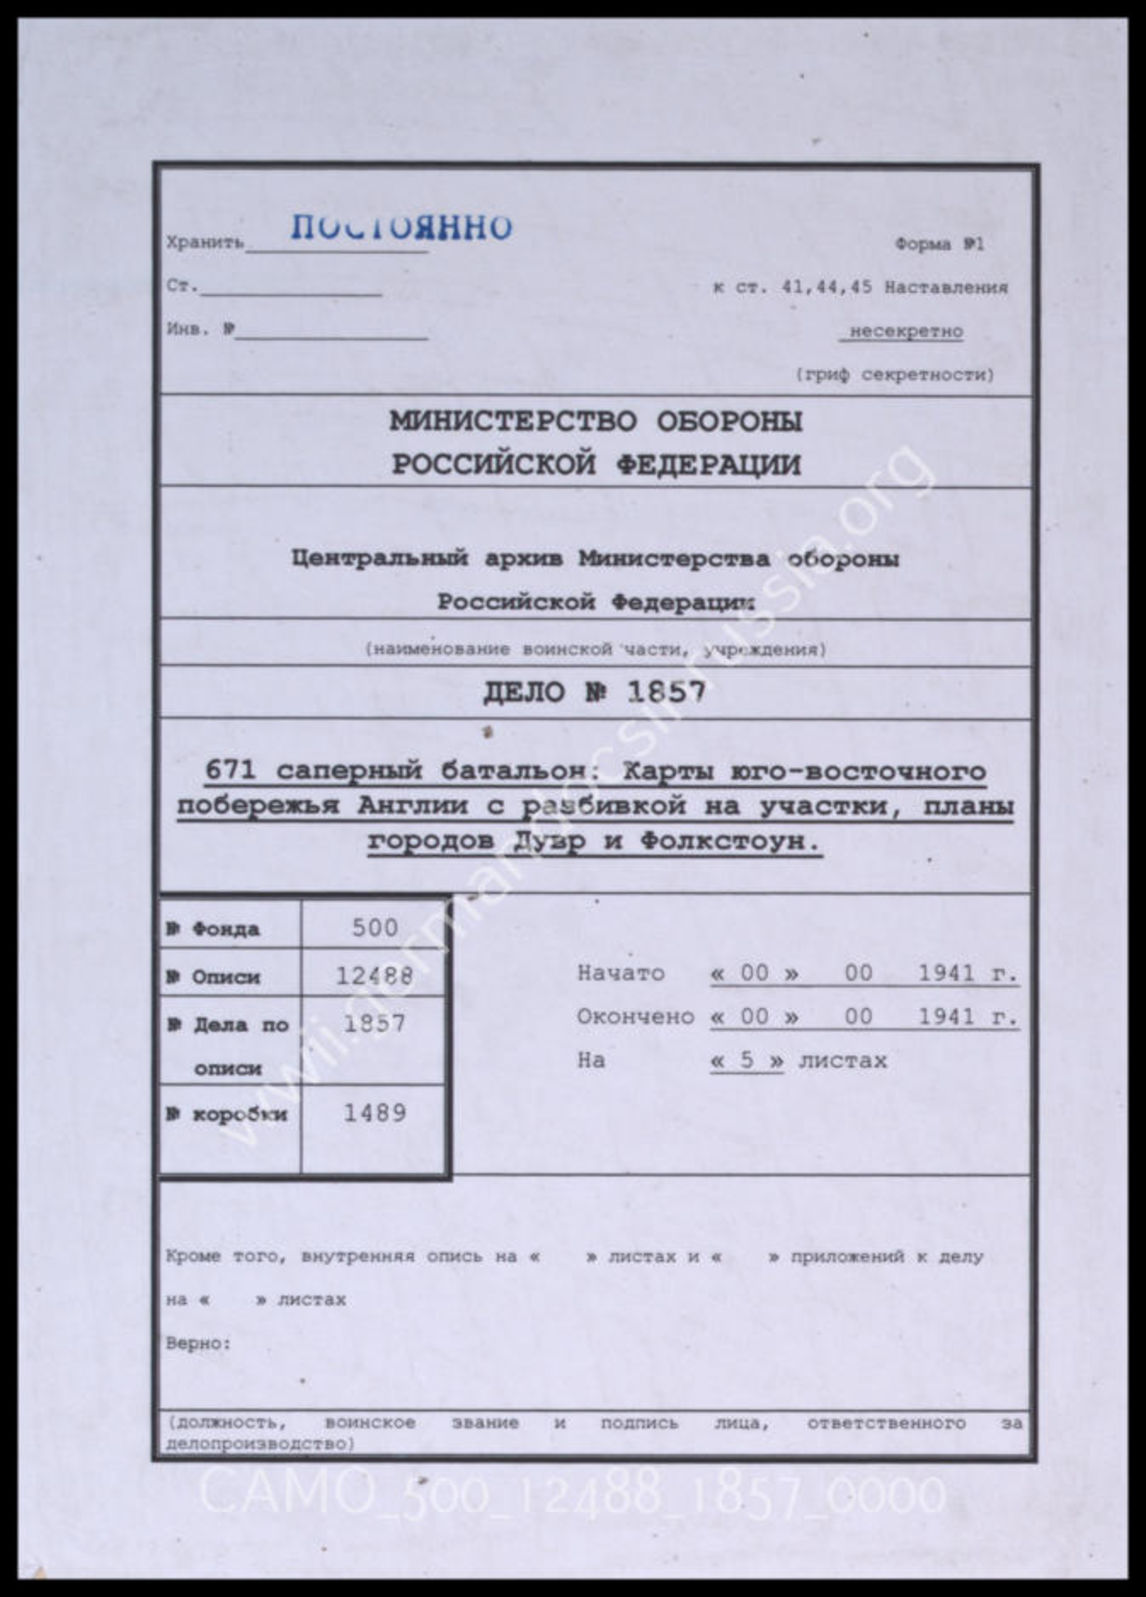 Хранить ПОСТОЯННО
Форма №1
Ст.
к ст. 41,44,45 Наставления
Инв. №
несекретно
(гриф секретности)
МИНИСТЕРСТВО ОБОРОНЫ
РОССИЙСКОЙ ФЕДЕРАЦИИ
Центральный архив Министерства обороны
Российской Федерации
(наименование воинской части, учреждения)
ДЕЛО № 1857
671 саперный батальон: Карты юго-восточного
побережья Англии с разбивкой на участки, планы
городов Дувр и Фолкстоун.
№ Фонда 500
№ Описи 12488
№ Дела по 1857
описи
№ коробки 1489
Начато « 00 » 00 1941 г.
Окончено « 00 » 00 1941 г.
На « 5 » листах
Кроме того, внутренняя опись на « » листах и « » приложений к делу
на « » листах
Верно:
(должность, воинское звание и подпись лица, ответственного за
делопроизводство)
wwii.germandocsinrussia.org
CAMO_500_12488_1857_0000